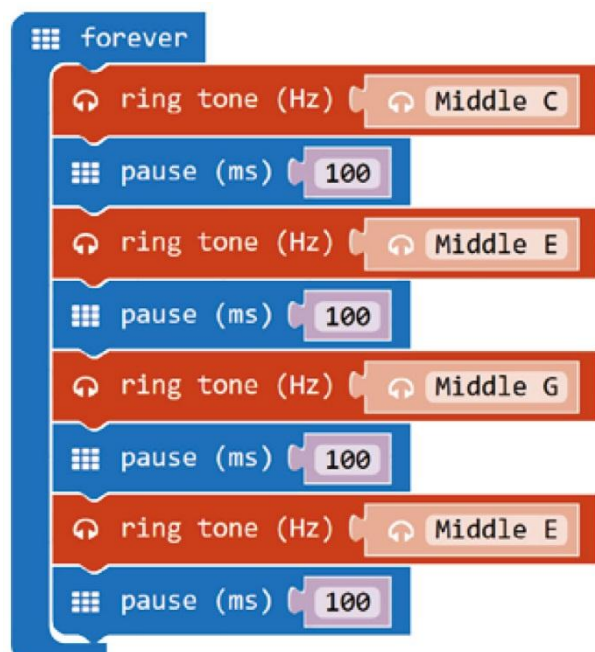 forever
ring tone (Hz) Middle C
pause (ms) 100
ring tone (Hz) Middle E
pause (ms) 100
ring tone (Hz) Middle G
pause (ms) 100
ring tone (Hz) Middle E
pause (ms) 100